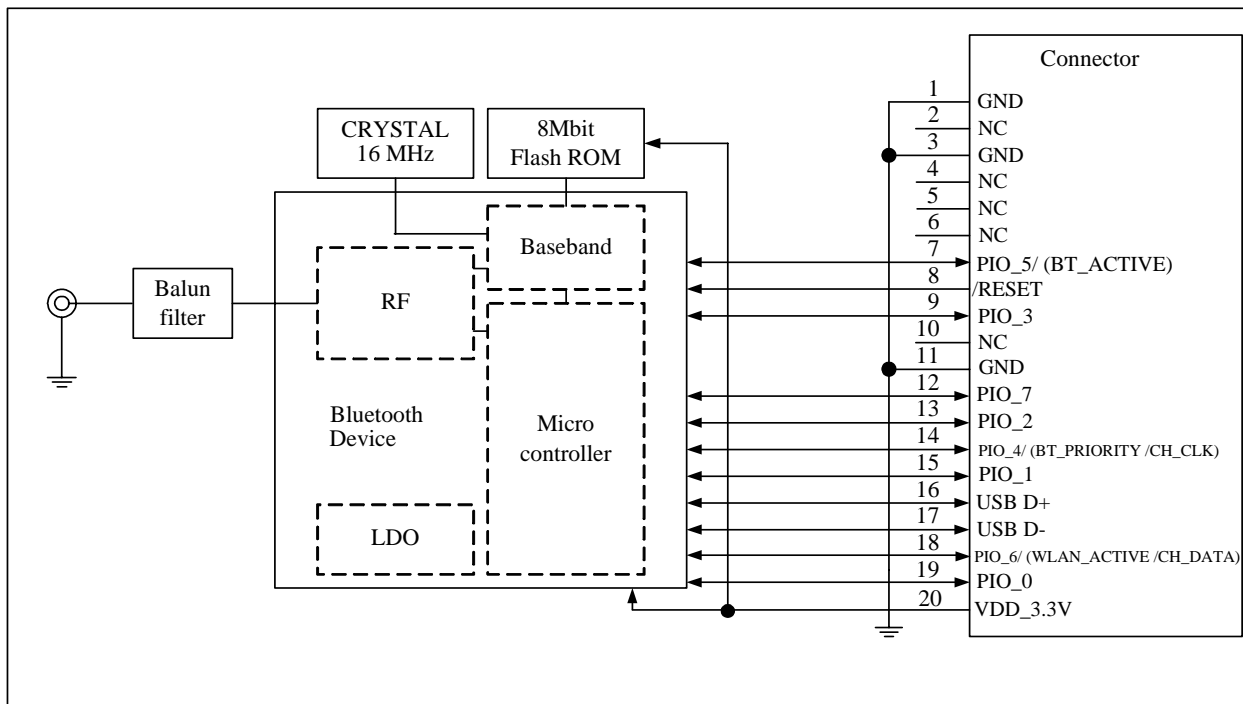 Connector
1
GND
2
NC
3
GND
4
NC
5
NC
6
NC
7
PIO_5/ (BT_ACTIVE)
8
/RESET
9
PIO_3
10
NC
11
GND
12
PIO_7
13
PIO_2
14
PIO_4/ (BT_PRIORITY /CH_CLK)
15
PIO_1
16
USB D+
17
USB D-
18
PIO_6/ (WLAN_ACTIVE /CH_DATA)
19
PIO_0
20
VDD_3.3V
CRYSTAL
16 MHz
8Mbit
Flash ROM
Baseband
RF
Balun
filter
Bluetooth
Device
Micro
controller
LDO